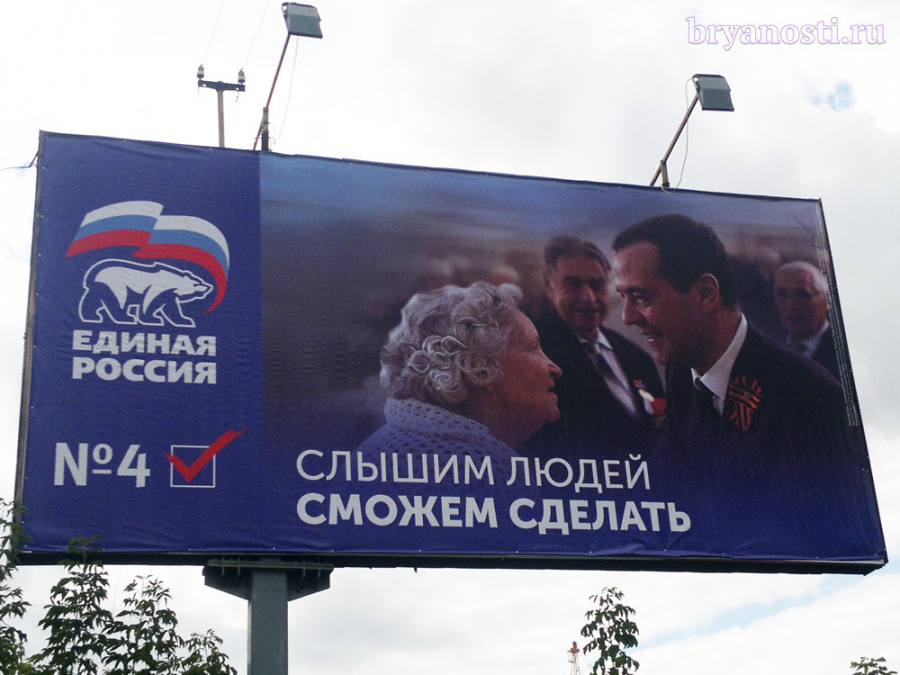 bryanosti.ru
ЕДИНАЯ
РОССИЯ
№4
СЛЫШИМ ЛЮДЕЙ
СМОЖЕМ СДЕЛАТЬ